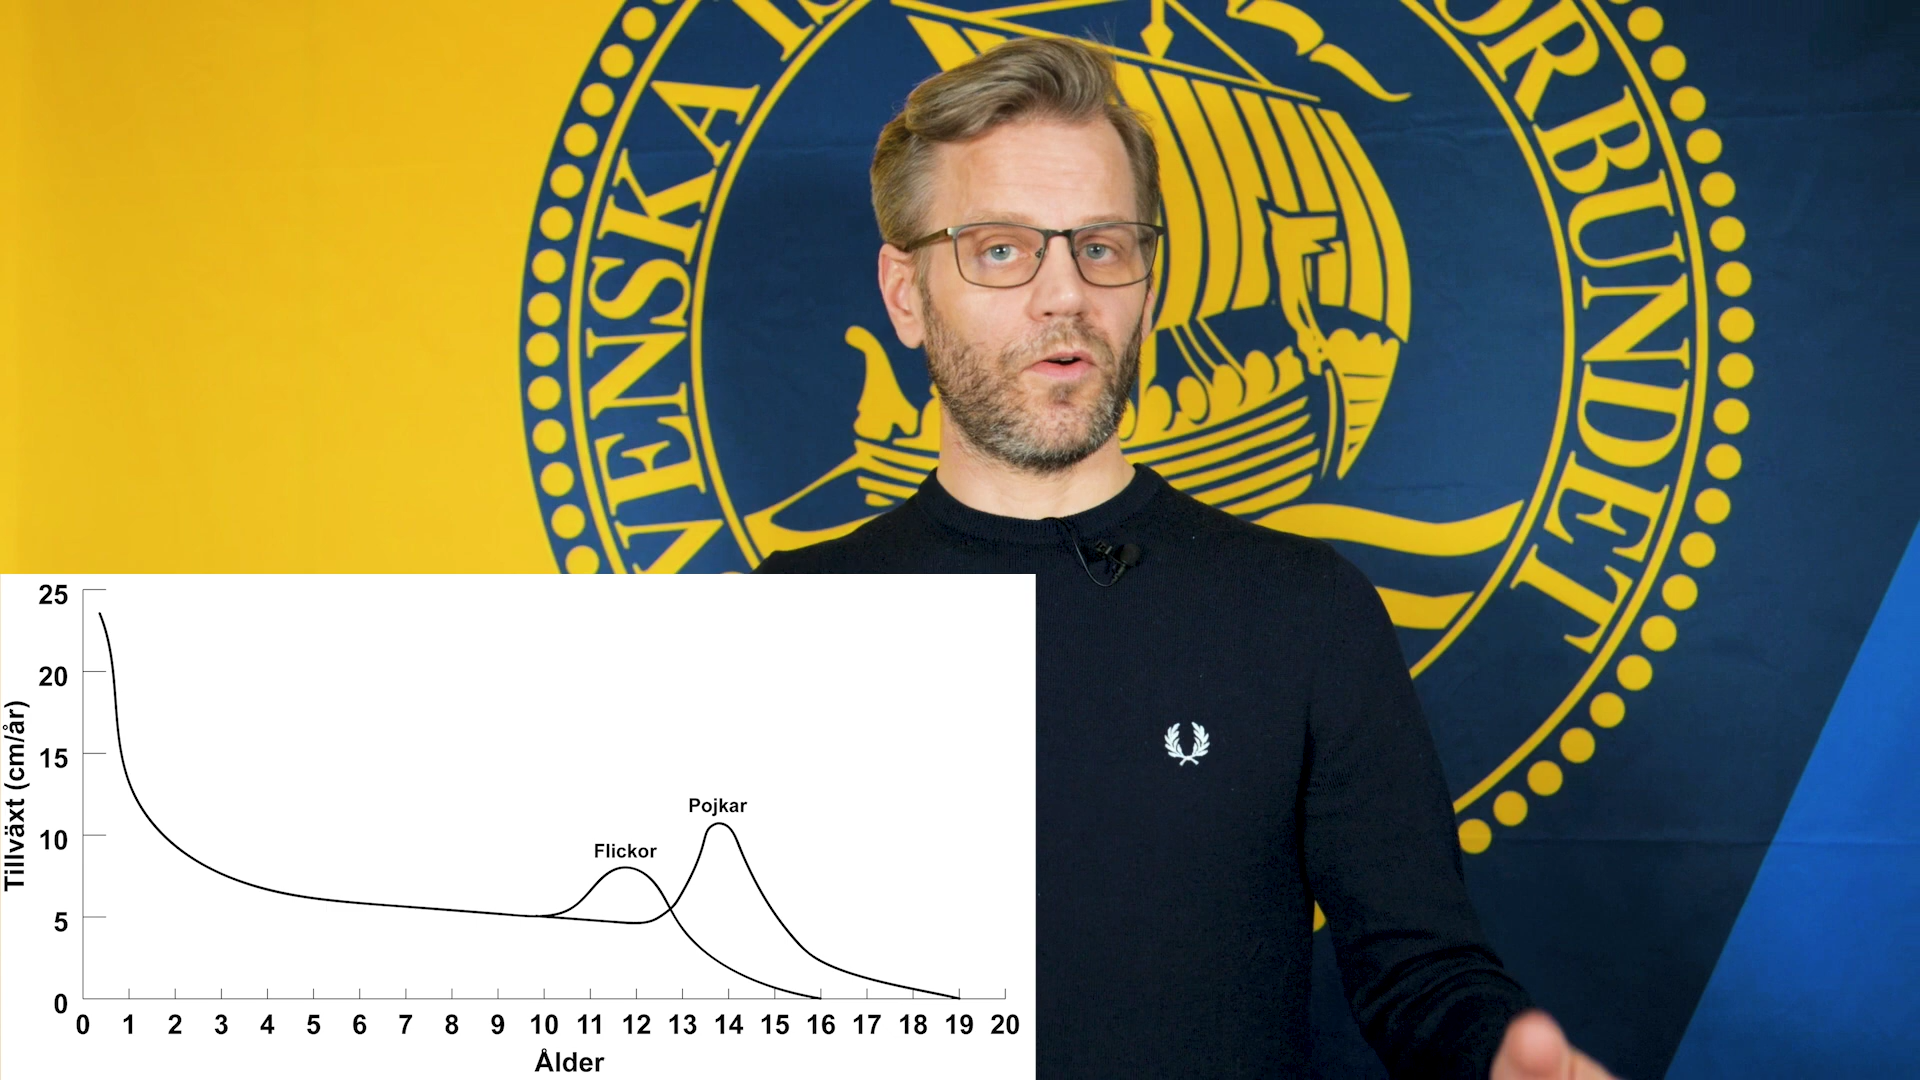 SVENSKA
FÖRBUNDET
25
20
15
10
5
0
Tillväxt (cm/år)
Flickor
Pojkar
0 1 2 3 4 5 6 7 8 9 10 11 12 13 14 15 16 17 18 19 20
Ålder